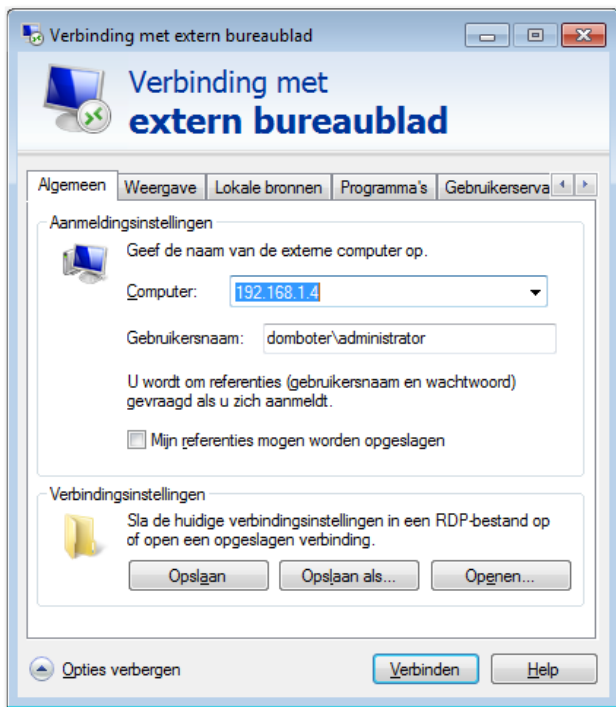 Verbinding met extern bureaublad
Verbinding met
extern bureaublad
Algemeen Weergave Lokale bronnen Programma's Gebruikerserva
Aanmeldingsinstellingen
Geef de naam van de externe computer op.
Computer: 192.168.1.4
Gebruikersnaam: domboter\administrator
U wordt om referenties (gebruikersnaam en wachtwoord)
gevraagd als u zich aanmeldt.
Mijn referenties mogen worden opgeslagen
Verbindingsinstellingen
Sla de huidige verbindingsinstellingen in een RDP-bestand op
of open een opgeslagen verbinding.
Opslaan Opslaan als... Openen...
Opties verbergen Verbinden Help